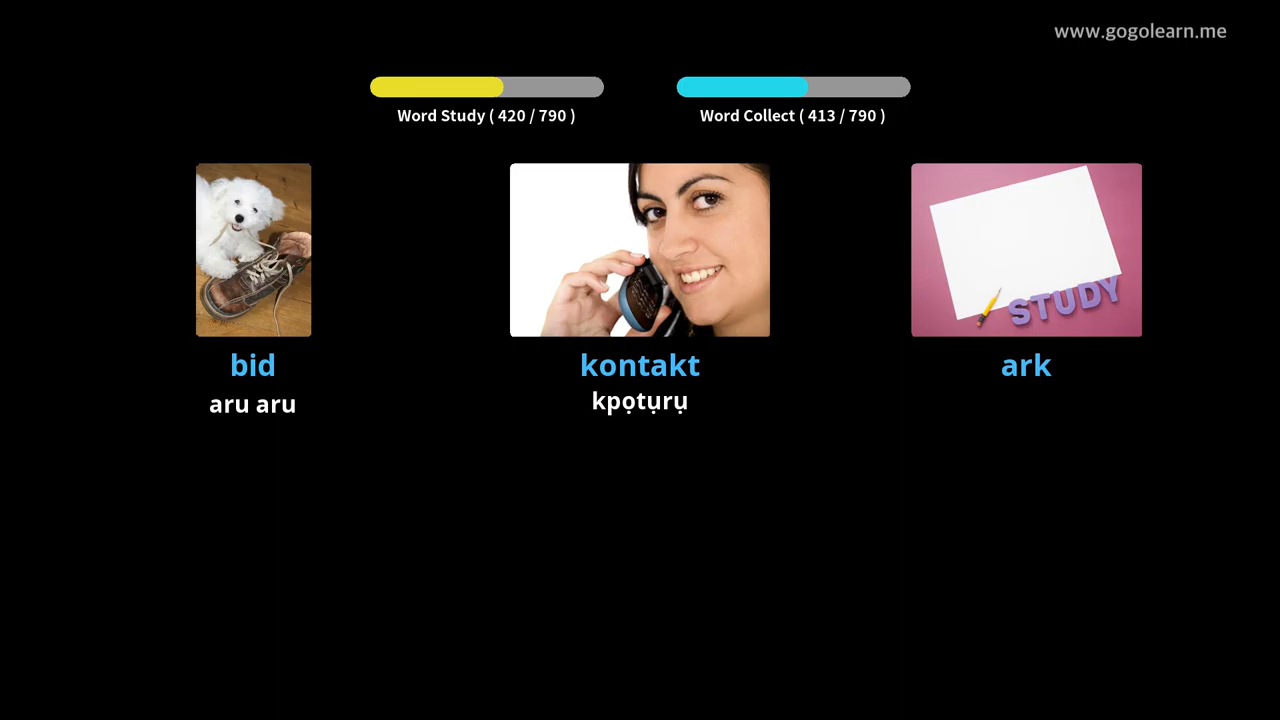 www.gogolearn.me
Word Study ( 420 / 790 )
Word Collect ( 413 / 790 )
STUDY
bid
kontakt
ark
aru aru
kpọtụrụ